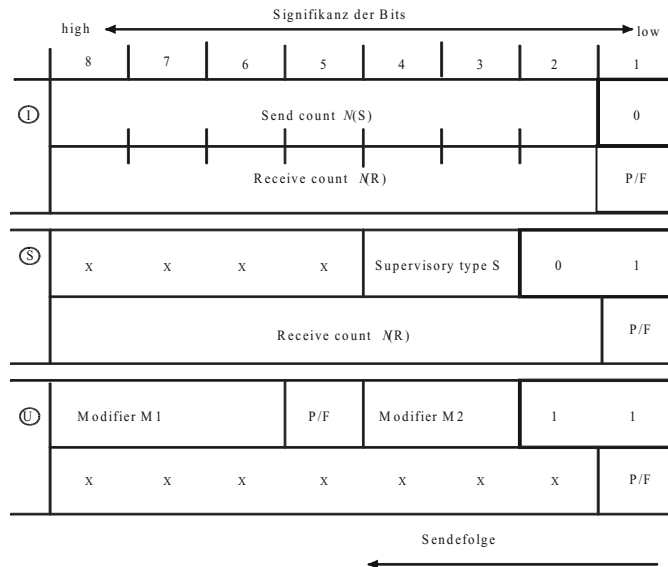 Signifikanz der Bits
high low
8 7 6 5 4 3 2 1
I Send count N(S) 0
Receive count N(R) P/F
S X X X X Supervisory type S 0 1
Receive count N(R) P/F
U Modifier M1 P/F Modifier M2 1 1
X X X X X X X P/F
Sendefolge